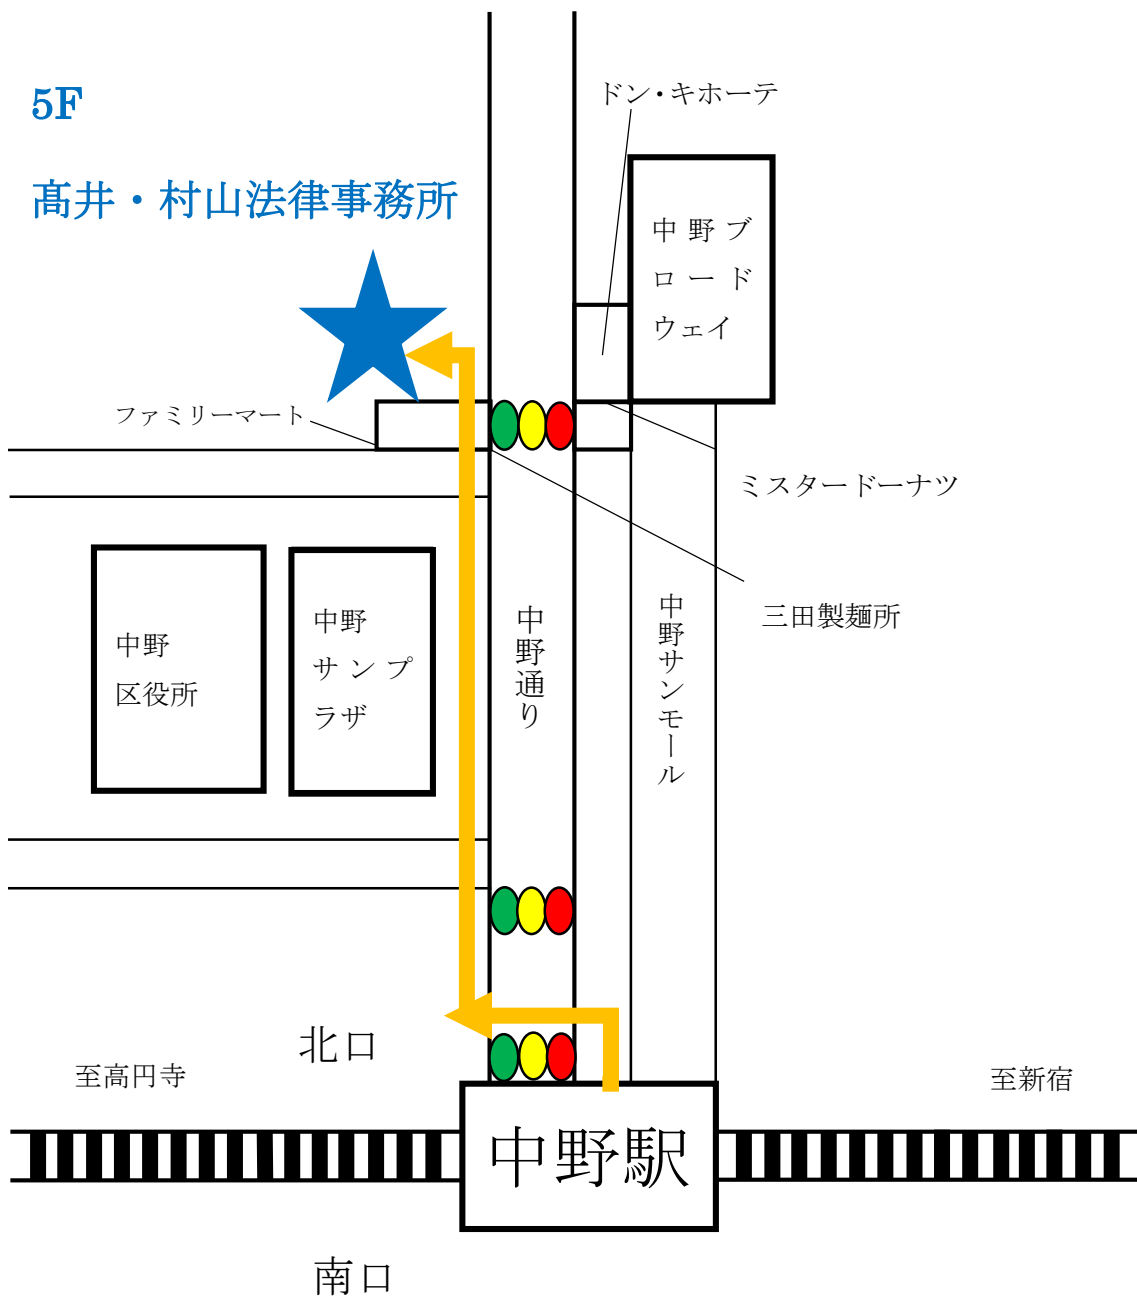 5F
髙井・村山法律事務所
ドン・キホーテ
中野ブ
ロード
ウェイ
ファミリーマート
ミスタードーナツ
三田製麺所
中野
区役所
中野
サンプ
ラザ
中野通り
中野サンモール
北口
至高円寺
至新宿
中野駅
南口